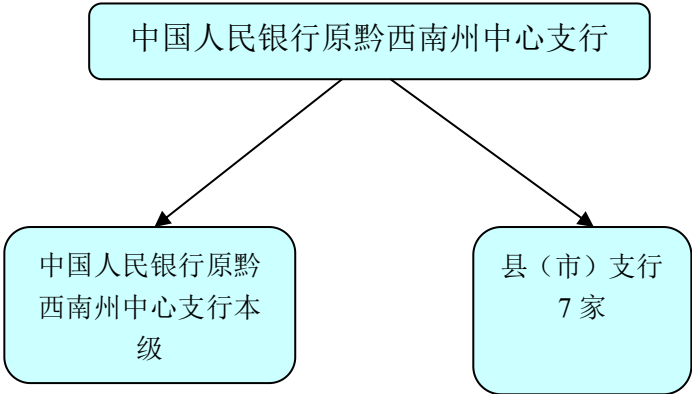 中国人民银行原黔西南州中心支行
中国人民银行原黔
西南州中心支行本
级
县（市）支行
7 家